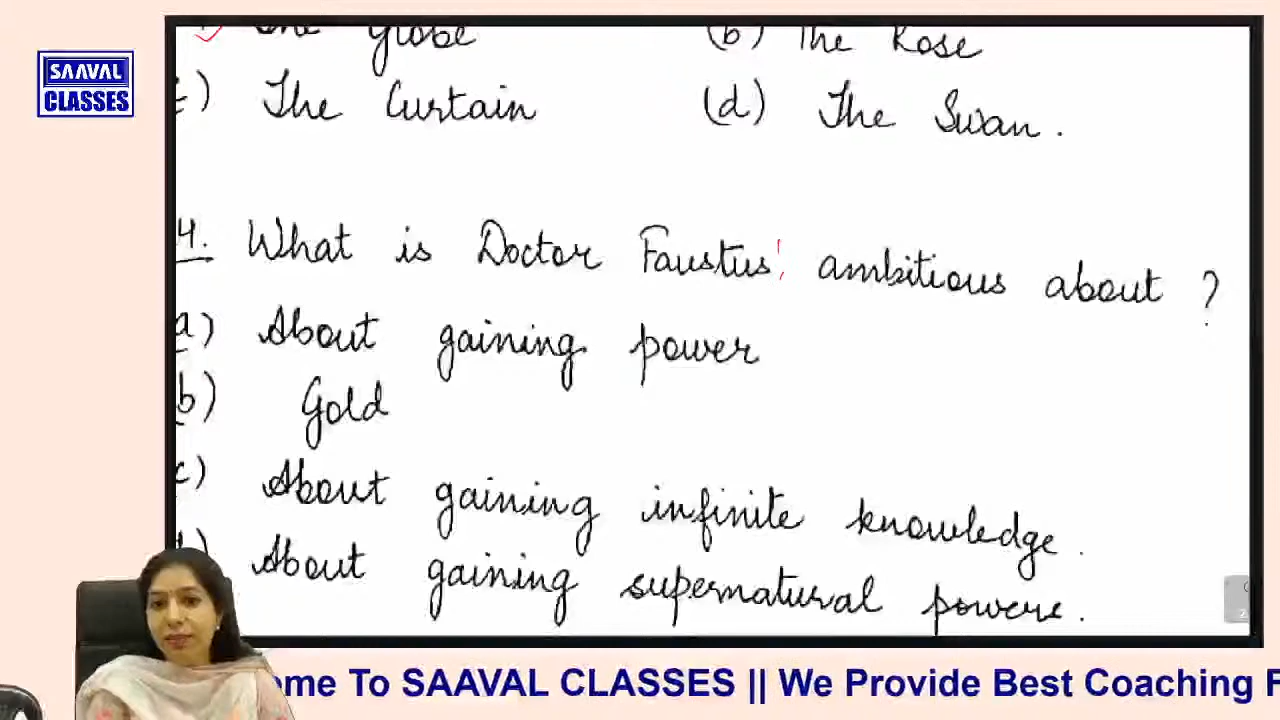 The Globe (b) The Rose
c) The Curtain (d) The Swan.
SAAVAL
CLASSES
4. What is Doctor Faustus' ambitious about ?
a) About gaining power
b) Gold
c) About gaining infinite knowledge.
About gaining supernatural powers.
ome To SAAVAL CLASSES || We Provide Best Coaching F